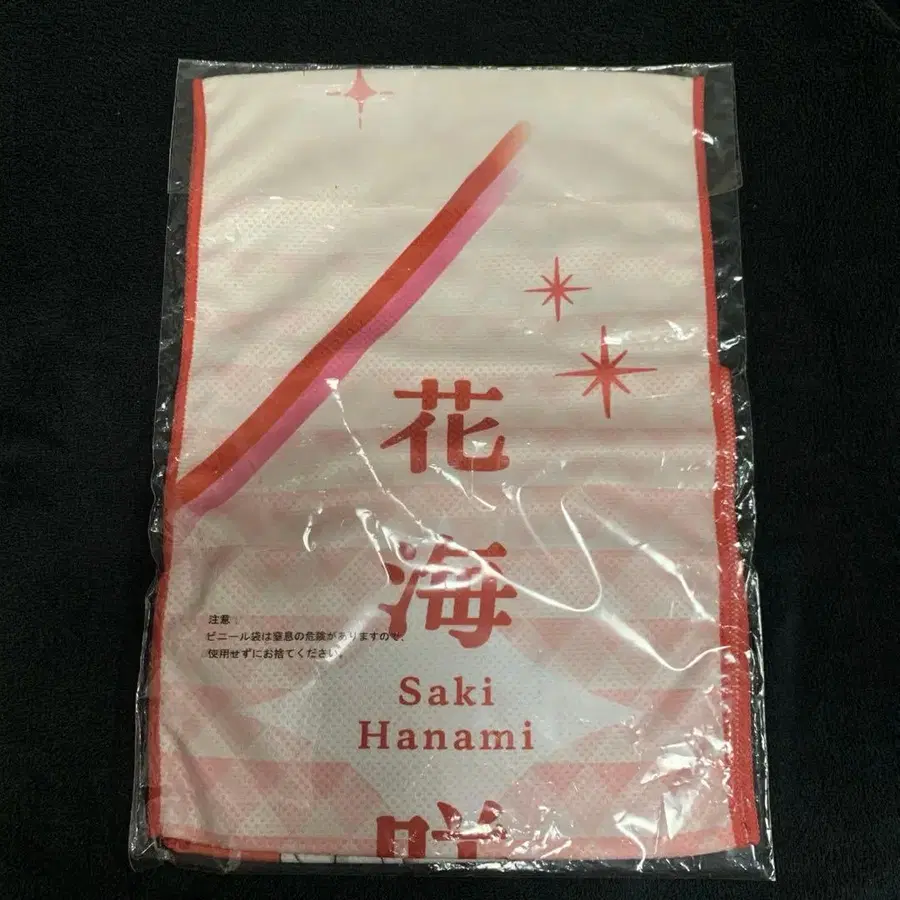 花
海
Saki
Hanami
咲
注意:
ビニール袋は窒息の危険がありますので、
使用せずにお捨てください。